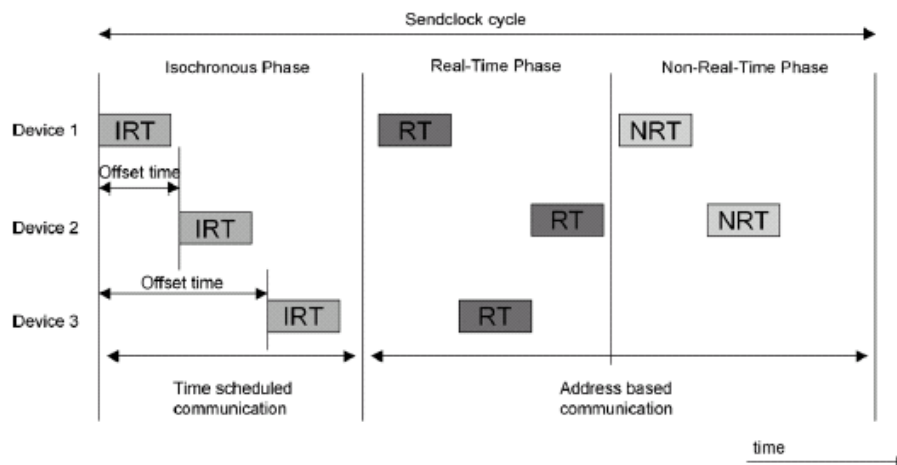 Sendclock cycle
Isochronous Phase
Real-Time Phase
Non-Real-Time Phase
Device 1
IRT
RT
NRT
Offset time
Device 2
IRT
RT
NRT
Offset time
Device 3
IRT
RT
Time scheduled
communication
Address based
communication
time